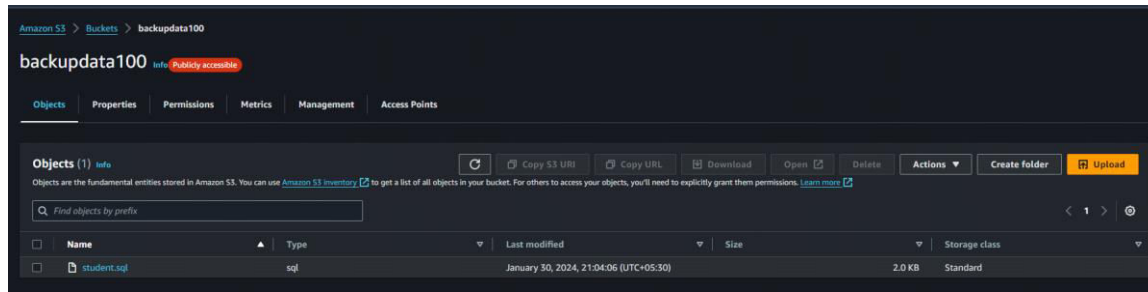 Amazon S3 > Buckets > backupdata100
backupdata100 Info Publicly accessible
Objects Properties Permissions Metrics Management Access Points
Objects (1) Info
Copy S3 URI Copy URL Download Open Delete Actions ▼ Create folder Upload
Objects are the fundamental entities stored in Amazon S3. You can use Amazon S3 inventory to get a list of all objects in your bucket. For others to access your objects, you'll need to explicitly grant them permissions. Learn more
Find objects by prefix
< 1 >
Name ▲ Type Last modified Size Storage class
student.sql sql January 30, 2024, 21:04:06 (UTC+05:30) 2.0 KB Standard